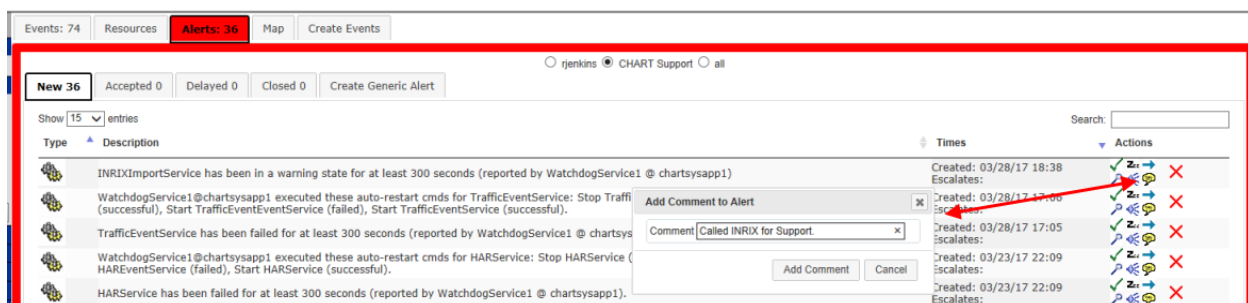 Events: 74 Resources Alerts: 36 Map Create Events
rjenkins CHART Support all
New 36 Accepted 0 Delayed 0 Closed 0 Create Generic Alert
Show 15 entries Search:
Type Description Times Actions
INRIXImportService has been in a warning state for at least 300 seconds (reported by WatchdogService1 @ chartsysapp1)
Created: 03/28/17 18:38
Escalates:
WatchdogService1@chartsysapp1 executed these auto-restart cmds for TrafficEventService: Stop Traffi
(successful), Start TrafficEventEventService (failed), Start TrafficEventService (successful).
Created: 03/28/17
Escalates:
Add Comment to Alert
Comment Called INRIX for Support.
Add Comment Cancel
TrafficEventService has been failed for at least 300 seconds (reported by WatchdogService1 @ chartsys
Created: 03/28/17 17:05
Escalates:
WatchdogService1@chartsysapp1 executed these auto-restart cmds for HARService: Stop HARService (
HAREventService (failed), Start HARService (successful).
Created: 03/23/17 22:09
Escalates:
HARService has been failed for at least 300 seconds (reported by WatchdogService1 @ chartsysapp1).
Created: 03/23/17 22:09
Escalates: